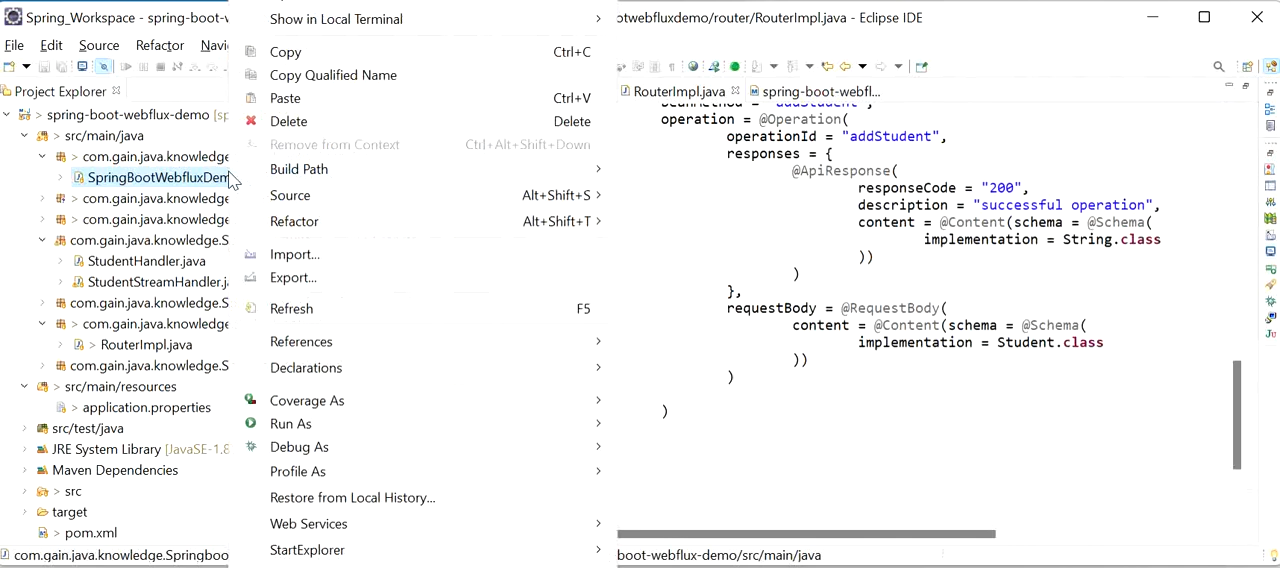 Spring_Workspace - spring-boot-w
otwebfluxdemo/router/RouterImpl.java - Eclipse IDE
File Edit Source Refactor Navi
Project Explorer
RouterImpl.java
spring-boot-webfl...
spring-boot-webflux-demo [sp
src/main/java
com.gain.java.knowledge
SpringBootWebfluxDem
com.gain.java.knowledge
com.gain.java.knowledge
com.gain.java.knowledge.S
StudentHandler.java
StudentStreamHandler.ja
com.gain.java.knowledge.S
com.gain.java.knowledge
RouterImpl.java
com.gain.java.knowledge.S
src/main/resources
application.properties
src/test/java
JRE System Library [JavaSE-1.8
Maven Dependencies
src
target
pom.xml
com.gain.java.knowledge.Springboo
Show in Local Terminal
Copy Ctrl+C
Copy Qualified Name
Paste Ctrl+V
Delete Delete
Remove from Context Ctrl+Alt+Shift+Down
Build Path
Source Alt+Shift+S
Refactor Alt+Shift+T
Import...
Export...
Refresh F5
References
Declarations
Coverage As
Run As
Debug As
Profile As
Restore from Local History...
Web Services
StartExplorer
beanMethod = "addStudent",
operation = @Operation(
operationId = "addStudent",
responses = {
@ApiResponse(
responseCode = "200",
description = "successful operation",
content = @Content(schema = @Schema(
implementation = String.class
))
)
},
requestBody = @RequestBody(
content = @Content(schema = @Schema(
implementation = Student.class
))
)
)
boot-webflux-demo/src/main/java